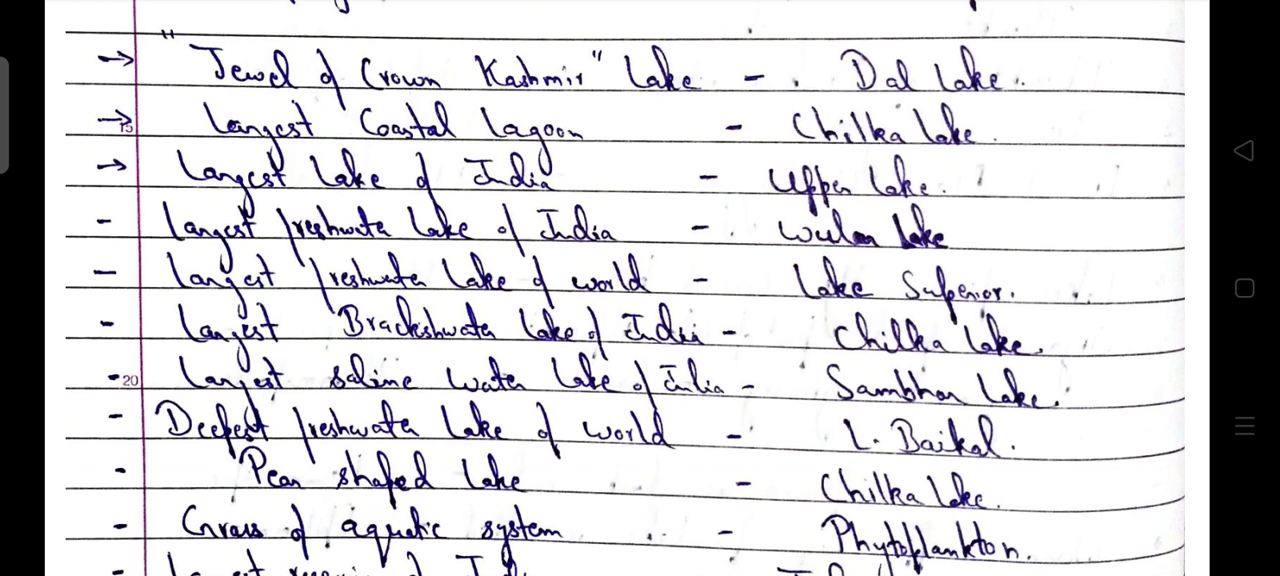 → "Jewel of Crown Kashmir" Lake - Dal Lake.
→ Largest Coastal Lagoon - Chilka lake.
15
→ Largest Lake of India - Upper Lake.
- Largest freshwater Lake of India - Wular lake
- Largest freshwater Lake of world - Lake Superior.
- Largest Brackshwater Lake of India - Chilka Lake.
- 20 Largest saline water Lake of India - Sambhar Lake.
- Deepest freshwater Lake of world - L. Baikal.
- Pear shaped Lake - Chilka Lake.
- Grass of aquatic system - Phytoplankton.